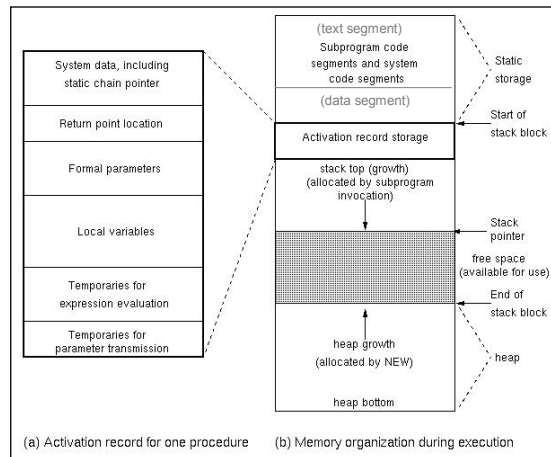 System data, including
static chain pointer
Return point location
Formal parameters
Local variables
Temporaries for
expression evaluation
Temporaries for
parameter transmission
(text segment)
Subprogram code
segments and system
code segments
(data segment)
Activation record storage
stack top (growth)
(allocated by subprogram
invocation)
heap growth
(allocated by NEW)
heap bottom
Static
storage
Start of
stack block
Stack
pointer
free space
(available for use)
End of
stack block
heap
(a) Activation record for one procedure
(b) Memory organization during execution